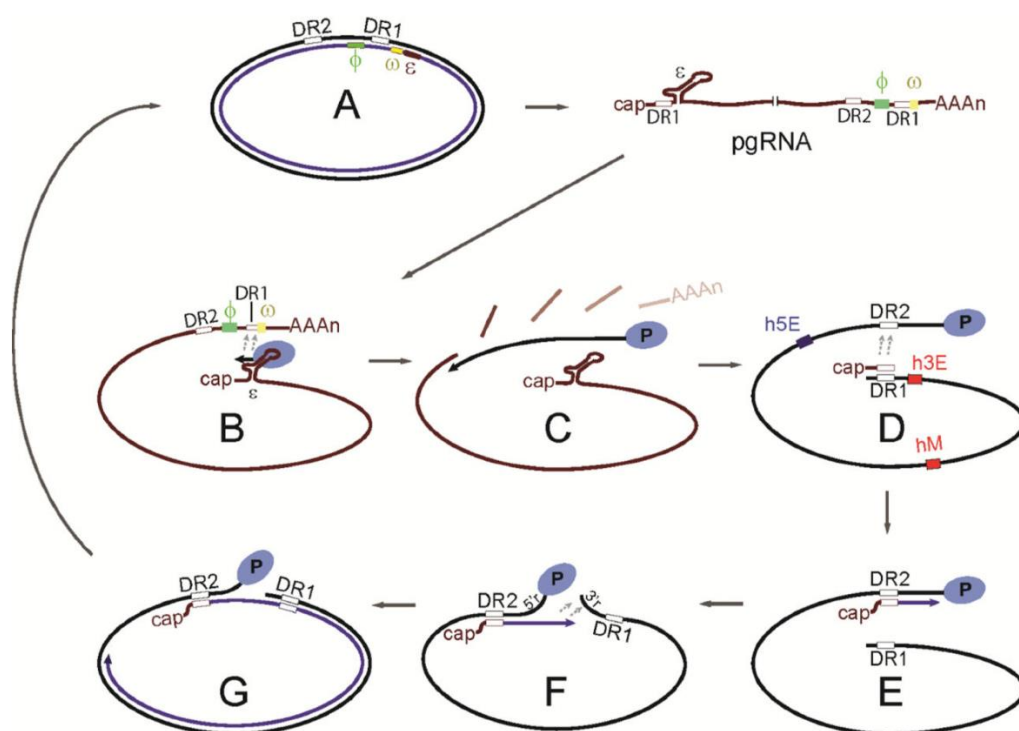 DR2 DR1
ϕ ω ε
A
ε ϕ ω
cap AAAn
DR1 DR2 DR1
pgRNA
DR1
DR2 ϕ ω
AAAn
cap
ε
B
AAAn
P
cap
C
DR2 P
h5E
cap h3E
DR1
D
hM
DR2 P
cap
DR1
E
P
DR2 5'r 3'r
cap DR1
F
P
DR2 DR1
cap
G